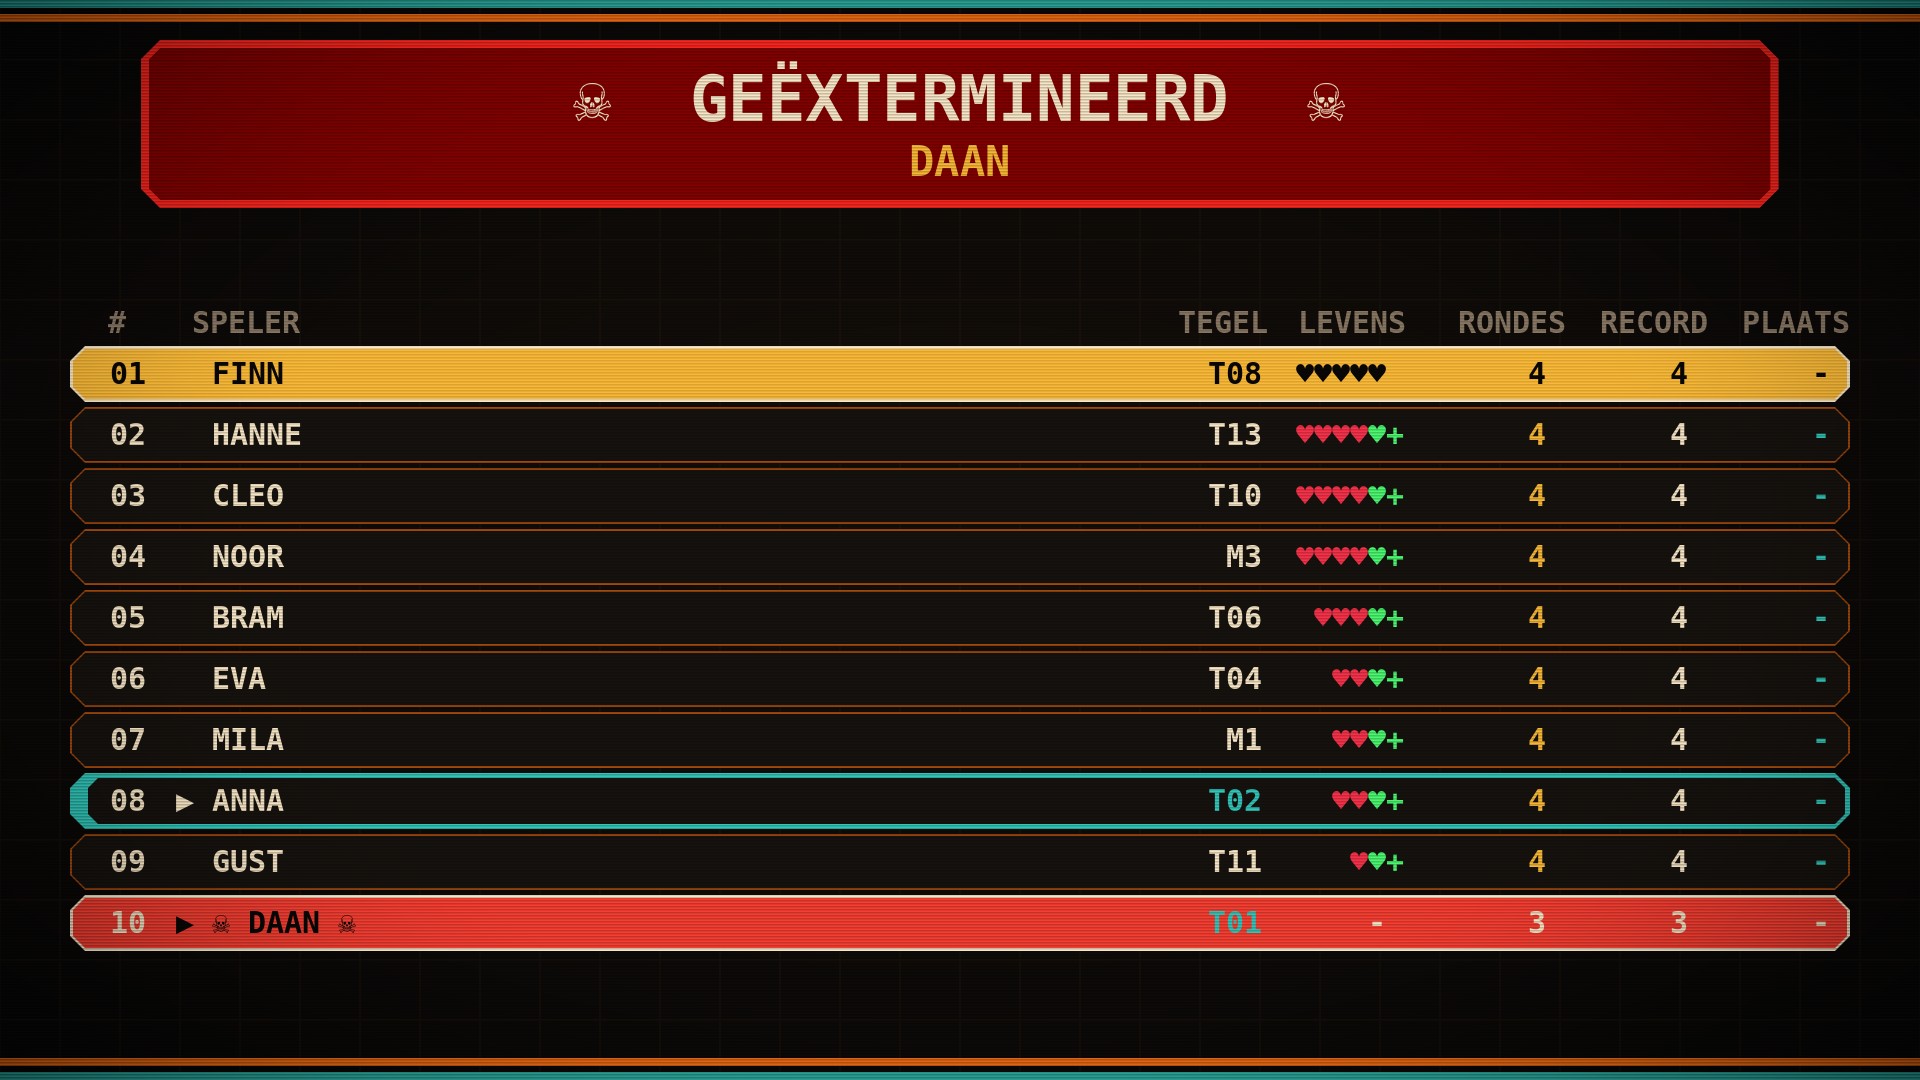 ☠ GEËXTERMINEERD ☠
DAAN
# SPELER TEGEL LEVENS RONDES RECORD PLAATS
01 FINN T08 ♥♥♥♥♥ 4 4 -
02 HANNE T13 ♥♥♥♥♥+ 4 4 -
03 CLEO T10 ♥♥♥♥♥+ 4 4 -
04 NOOR M3 ♥♥♥♥♥+ 4 4 -
05 BRAM T06 ♥♥♥♥+ 4 4 -
06 EVA T04 ♥♥♥+ 4 4 -
07 MILA M1 ♥♥♥+ 4 4 -
08 ▶ ANNA T02 ♥♥♥+ 4 4 -
09 GUST T11 ♥♥+ 4 4 -
10 ▶ ☠ DAAN ☠ T01 - 3 3 -